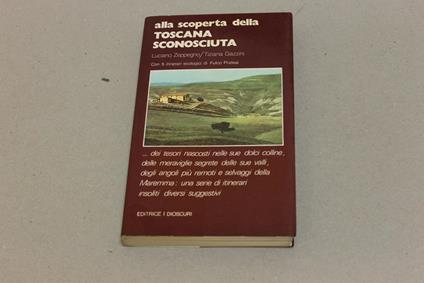 alla scoperta della
TOSCANA
SCONOSCIUTA
Luciano Zeppegno/Tiziana Gazzini
Con 5 itinerari ecologici di Fulco Pratesi
... dei tesori nascosti nelle sue dolci colline,
delle meraviglie segrete delle sue valli,
degli angoli più remoti e selvaggi della
Maremma: una serie di itinerari
insoliti diversi suggestivi
EDITRICE I DIOSCURI